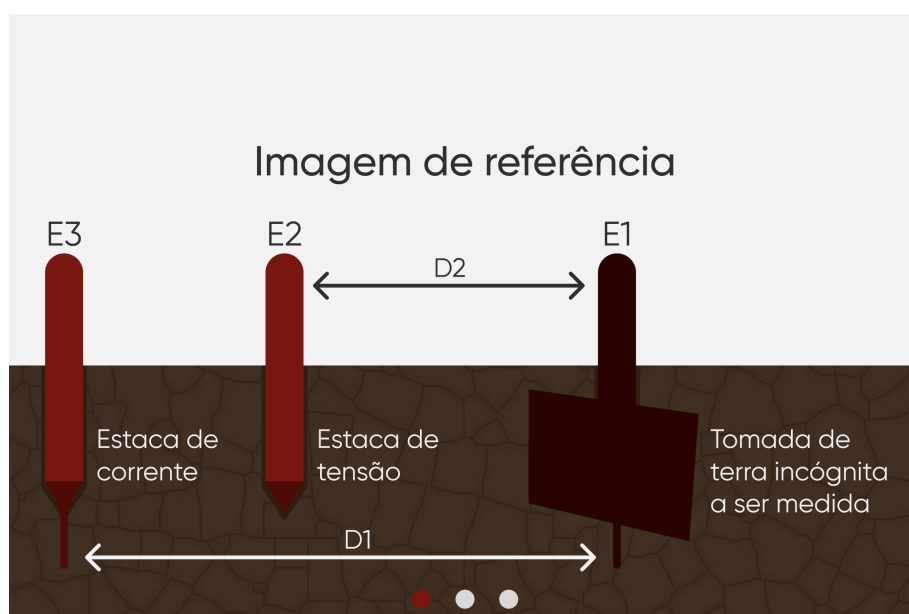 Imagem de referência
E3
E2
E1
D2
Estaca de
corrente
Estaca de
tensão
Tomada de
terra incógnita
a ser medida
D1